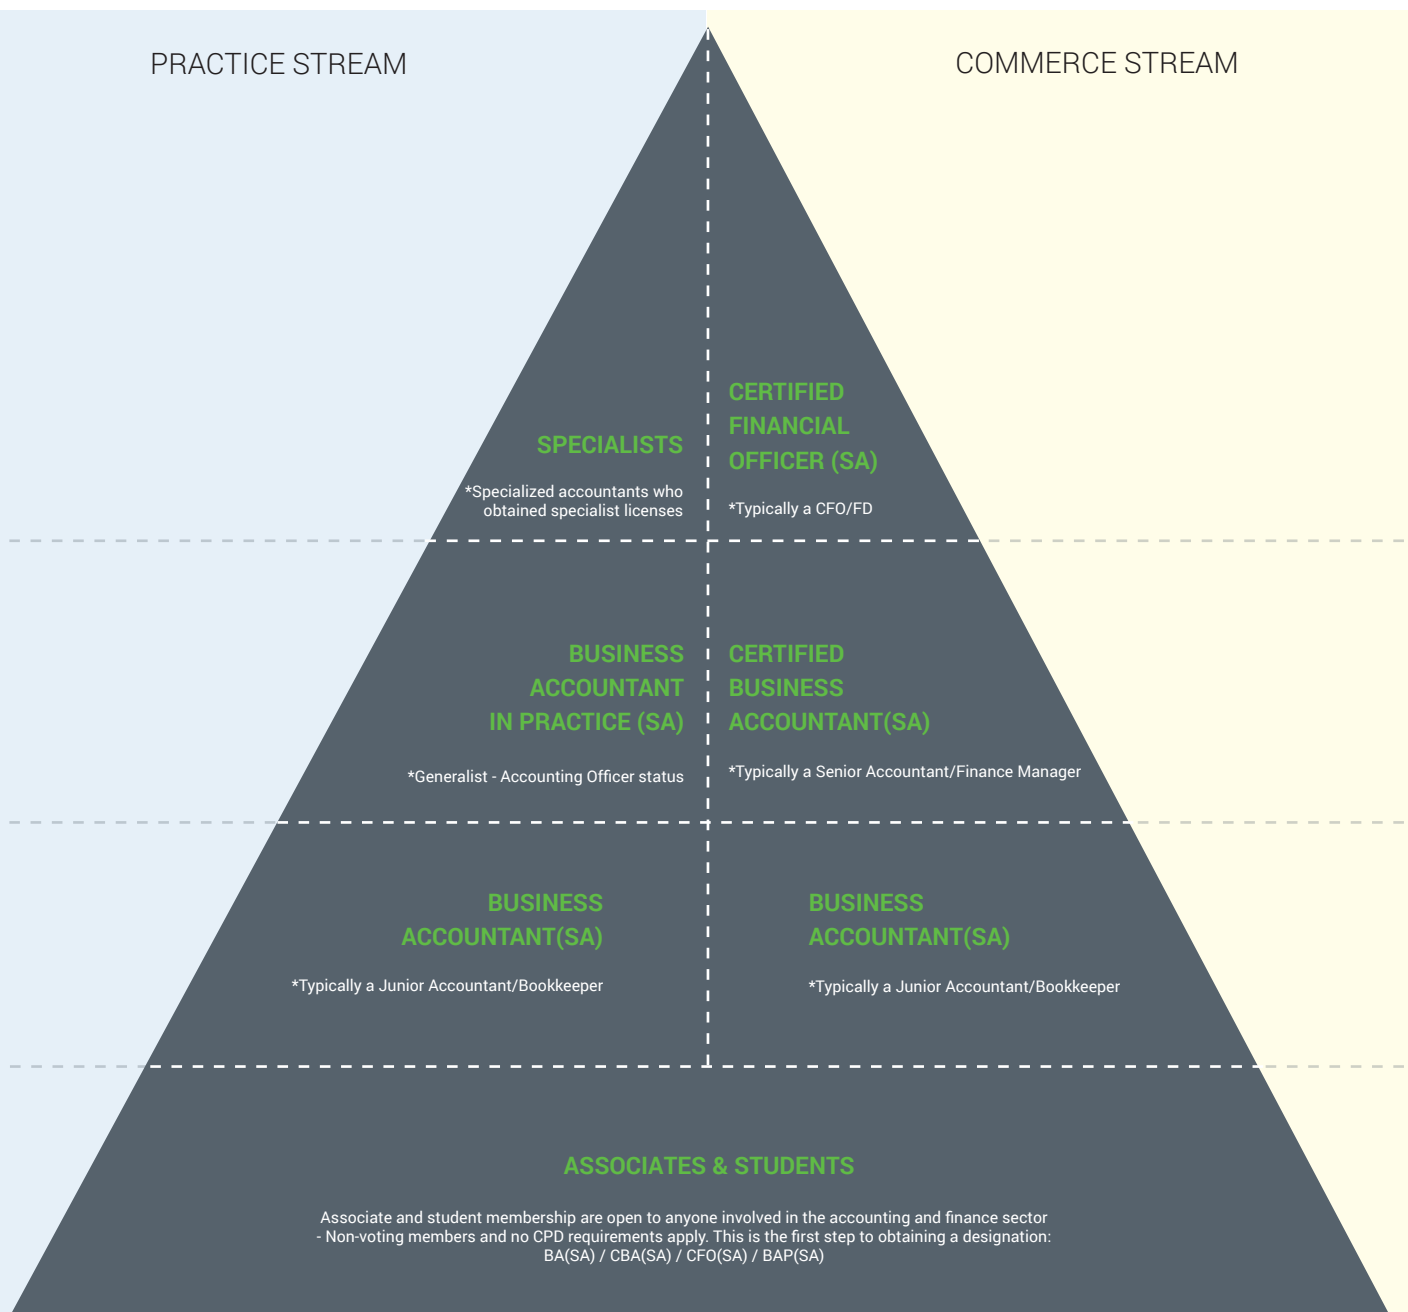 PRACTICE STREAM
COMMERCE STREAM
SPECIALISTS
*Specialized accountants who
obtained specialist licenses
CERTIFIED
FINANCIAL
OFFICER (SA)
*Typically a CFO/FD
BUSINESS
ACCOUNTANT
IN PRACTICE (SA)
*Generalist - Accounting Officer status
CERTIFIED
BUSINESS
ACCOUNTANT(SA)
*Typically a Senior Accountant/Finance Manager
BUSINESS
ACCOUNTANT(SA)
*Typically a Junior Accountant/Bookkeeper
BUSINESS
ACCOUNTANT(SA)
*Typically a Junior Accountant/Bookkeeper
ASSOCIATES & STUDENTS
Associate and student membership are open to anyone involved in the accounting and finance sector
- Non-voting members and no CPD requirements apply. This is the first step to obtaining a designation:
BA(SA) / CBA(SA) / CFO(SA) / BAP(SA)